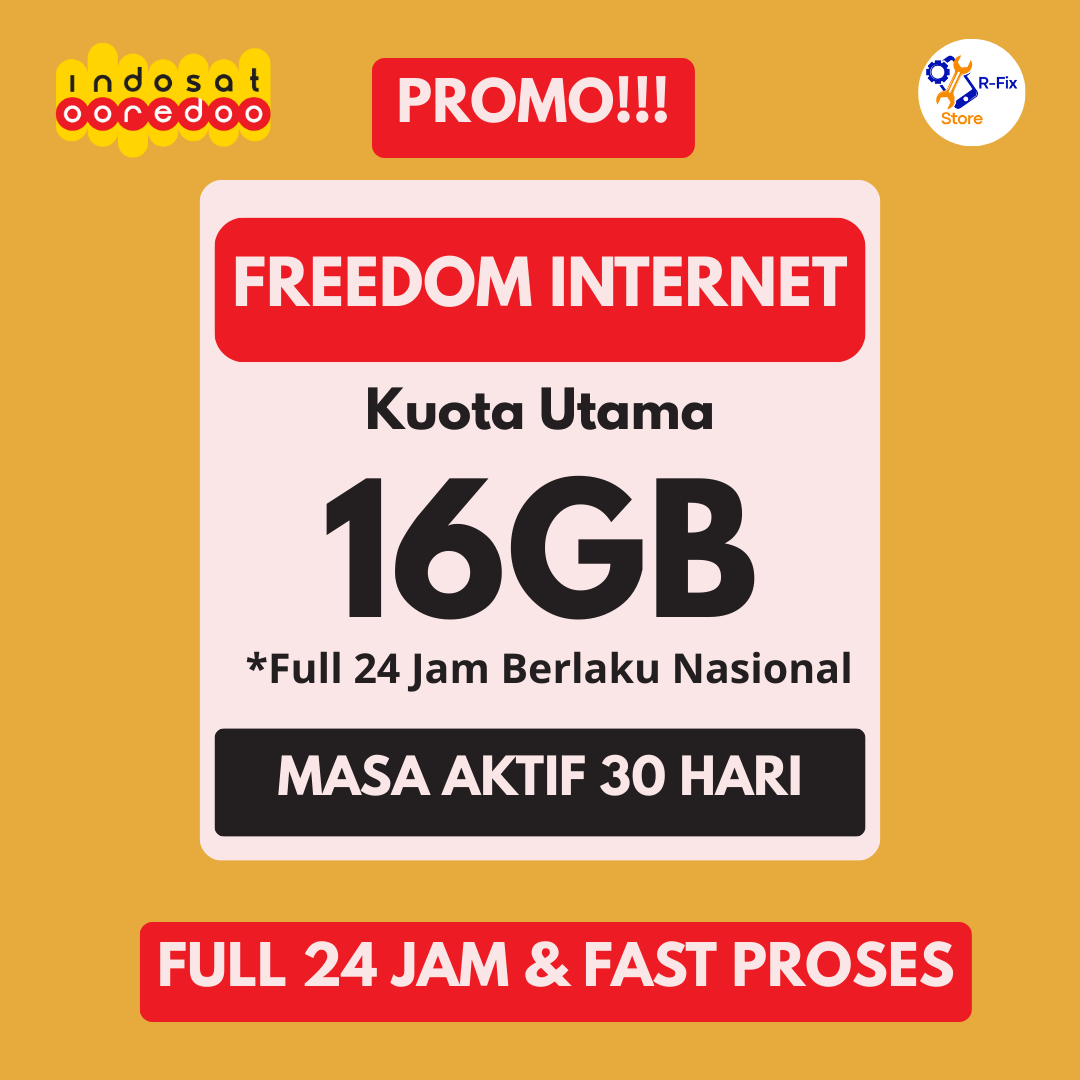 indosat
ooredoo
PROMO!!!
R-Fix
Store
FREEDOM INTERNET
Kuota Utama
16GB
*Full 24 Jam Berlaku Nasional
MASA AKTIF 30 HARI
FULL 24 JAM & FAST PROSES